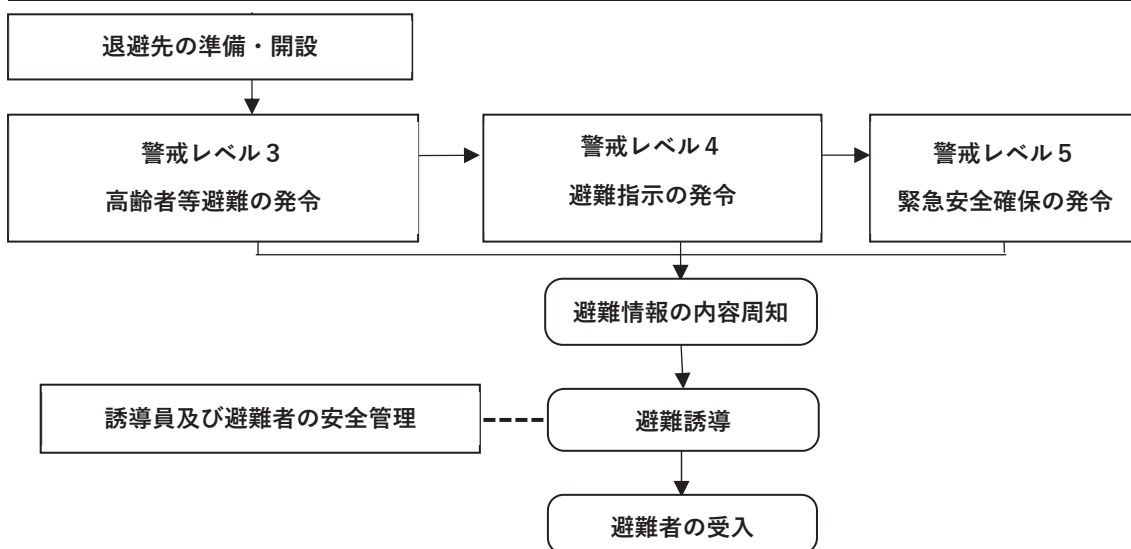 退避先の準備・開設
警戒レベル3
高齢者等避難の発令
警戒レベル4
避難指示の発令
警戒レベル5
緊急安全確保の発令
避難情報の内容周知
誘導員及び避難者の安全管理
避難誘導
避難者の受入